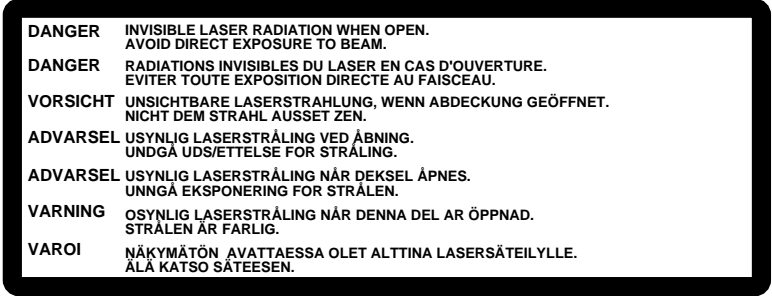 DANGER INVISIBLE LASER RADIATION WHEN OPEN.
AVOID DIRECT EXPOSURE TO BEAM.
DANGER RADIATIONS INVISIBLES DU LASER EN CAS D'OUVERTURE.
EVITER TOUTE EXPOSITION DIRECTE AU FAISCEAU.
VORSICHT UNSICHTBARE LASERSTRAHLUNG, WENN ABDECKUNG GEÖFFNET.
NICHT DEM STRAHL AUSSET ZEN.
ADVARSEL USYNLIG LASERSTRÅLING VED ÅBNING.
UNDGÅ UDS/ETTELSE FOR STRÅLING.
ADVARSEL USYNLIG LASERSTRÅLING NÅR DEKSEL ÅPNES.
UNNGÅ EKSPONERING FOR STRÅLEN.
VARNING OSYNLIG LASERSTRÅLING NÅR DENNA DEL AR ÖPPNAD.
STRÅLEN ÄR FARLIG.
VAROI NÄKYMÄTÖN AVATTAESSA OLET ALTTINA LASERSÄTEILYLLE.
ÄLÄ KATSO SÄTEESEN.